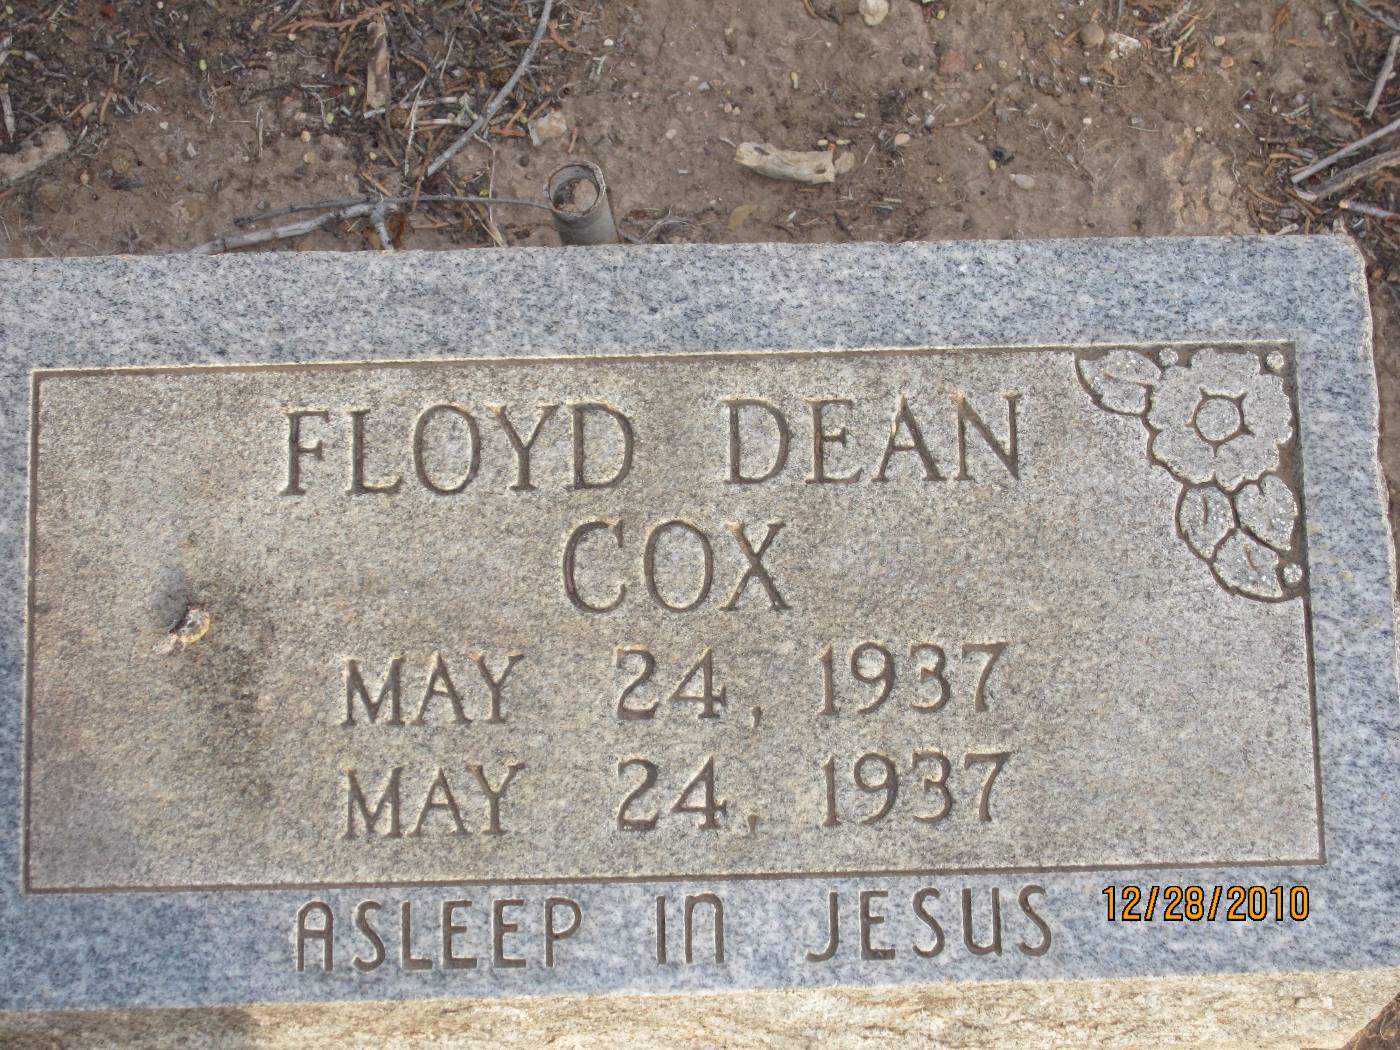 FLOYD DEAN
COX
MAY 24, 1937
MAY 24, 1937
ASLEEP IN JESUS
12/28/2010